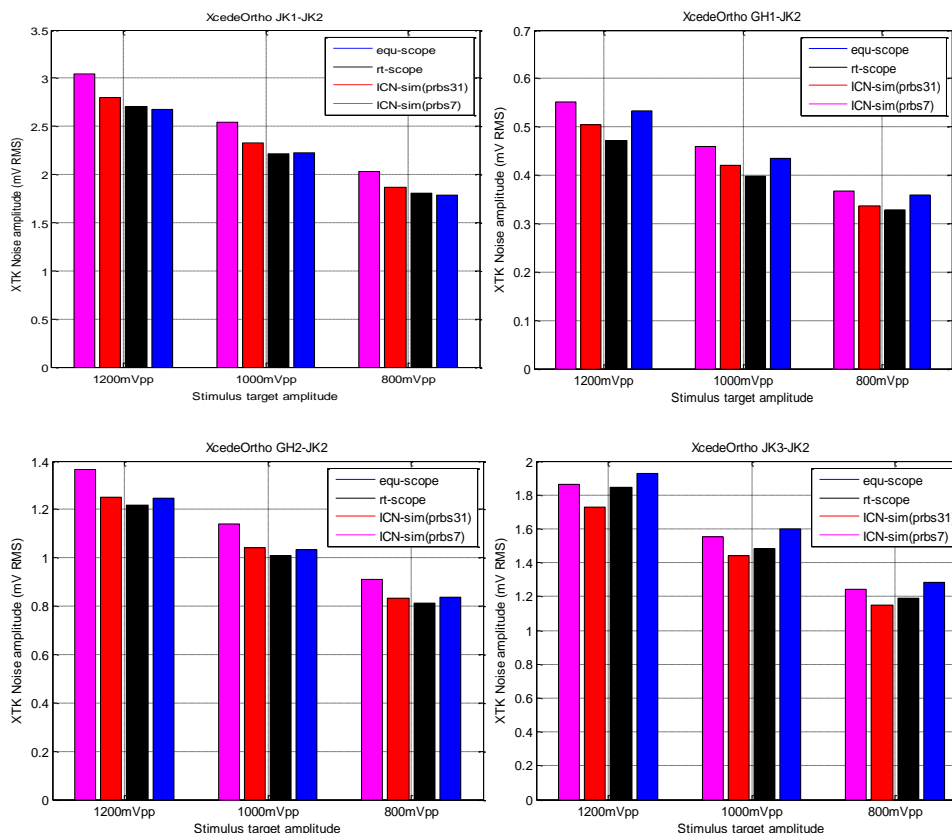 XcedeOrtho JK1-JK2
XTK Noise amplitude (mV RMS)
3.5
3
2.5
2
1.5
1
0.5
0
equ-scope
rt-scope
ICN-sim(prbs31)
ICN-sim(prbs7)
1200mVpp
1000mVpp
800mVpp
Stimulus target amplitude
XcedeOrtho GH1-JK2
XTK Noise amplitude (mV RMS)
0.7
0.6
0.5
0.4
0.3
0.2
0.1
0
equ-scope
rt-scope
ICN-sim(prbs31)
ICN-sim(prbs7)
1200mVpp
1000mVpp
800mVpp
Stimulus target amplitude
XcedeOrtho GH2-JK2
XTK Noise amplitude (mV RMS)
1.4
1.2
1
0.8
0.6
0.4
0.2
0
equ-scope
rt-scope
ICN-sim(prbs31)
ICN-sim(prbs7)
1200mVpp
1000mVpp
800mVpp
Stimulus target amplitude
XcedeOrtho JK3-JK2
XTK Noise amplitude (mV RMS)
2
1.8
1.6
1.4
1.2
1
0.8
0.6
0.4
0.2
0
equ-scope
rt-scope
ICN-sim(prbs31)
ICN-sim(prbs7)
1200mVpp
1000mVpp
800mVpp
Stimulus target amplitude